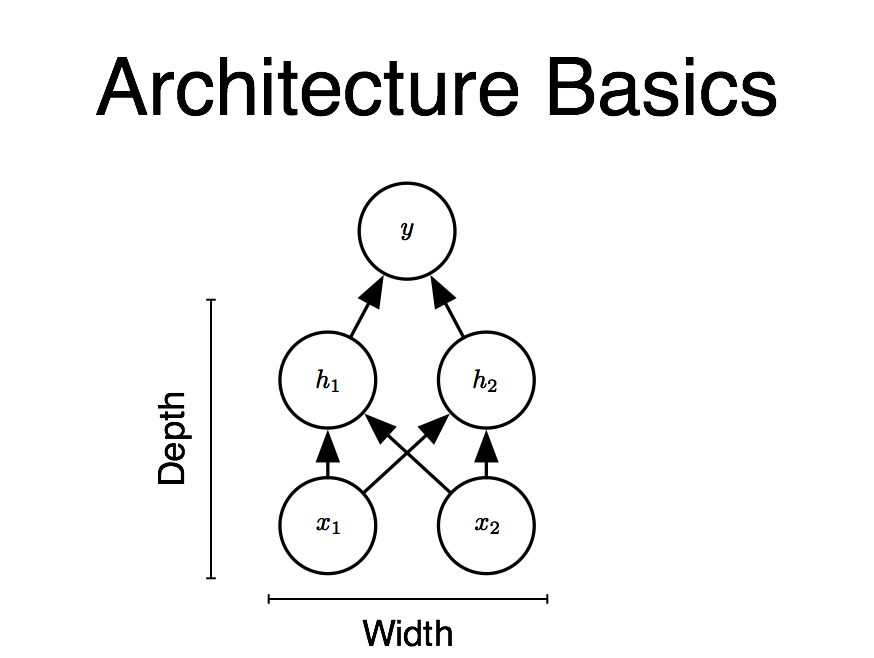 Architecture Basics
y
h₁ h₂
Depth
x₁ x₂
Width